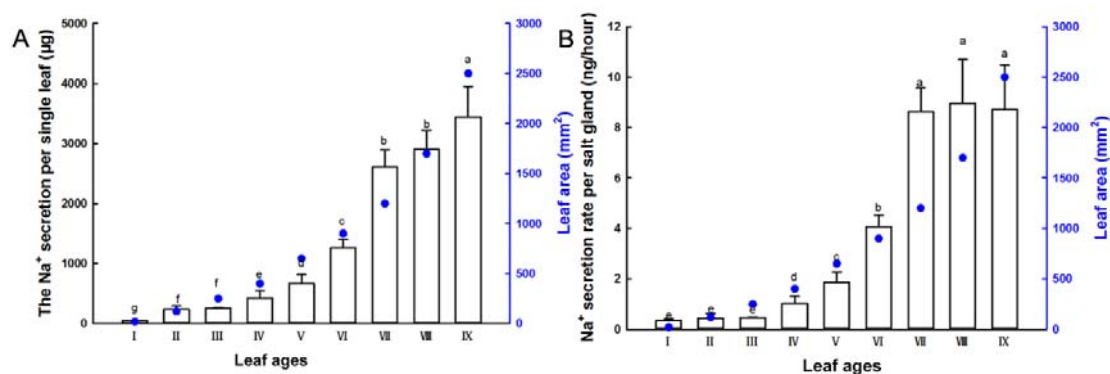 A
The Na+ secretion per single leaf (µg)
5000
4000
3000
2000
1000
0
g
f
f
e
d
c
b
b
a
I
II
III
IV
V
VI
VII
VIII
IX
Leaf ages
3000
2500
2000
1500
1000
500
0
Leaf area (mm2)
B
Na+ secretion rate per salt gland (ng/hour)
12
10
8
6
4
2
0
e
e
e
d
c
b
a
a
a
I
II
III
IV
V
VI
VII
VIII
IX
Leaf ages
3000
2500
2000
1500
1000
500
0
Leaf area (mm2)